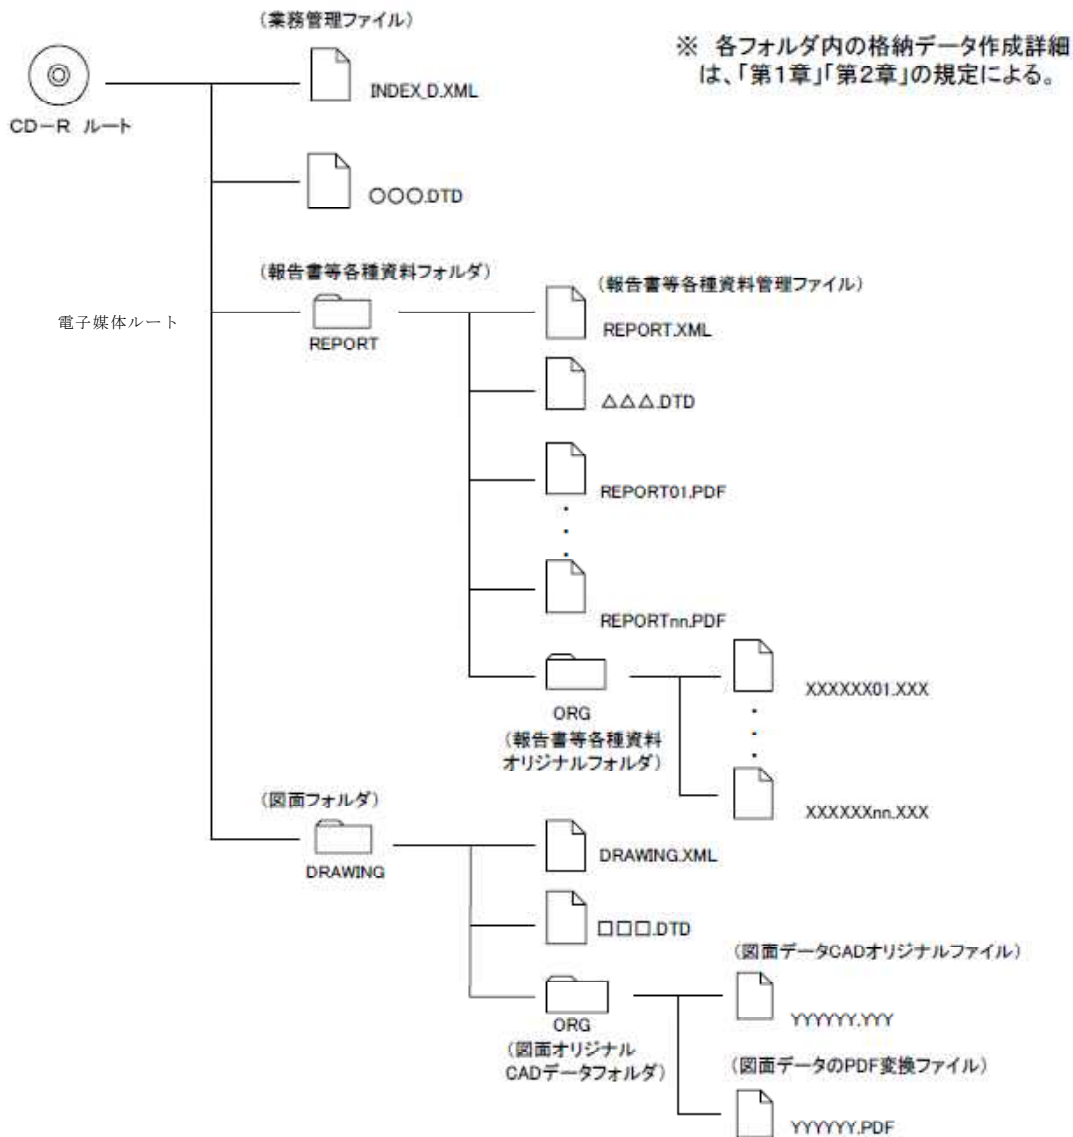 (業務管理ファイル)
INDEX_D.XML
※ 各フォルダ内の格納データ作成詳細
は、「第1章」「第2章」の規定による。
CD-R ルート
○○○.DTD
(報告書等各種資料フォルダ)
REPORT
電子媒体ルート
(報告書等各種資料管理ファイル)
REPORT.XML
△△△.DTD
REPORT01.PDF
・
・
・
REPORTnn.PDF
ORG
(報告書等各種資料
オリジナルフォルダ)
XXXXXX01.XXX
・
・
・
XXXXXXnn.XXX
(図面フォルダ)
DRAWING
DRAWING.XML
□□□.DTD
ORG
(図面オリジナル
CADデータフォルダ)
(図面データCADオリジナルファイル)
YYYYYY.YYY
(図面データのPDF変換ファイル)
YYYYYY.PDF